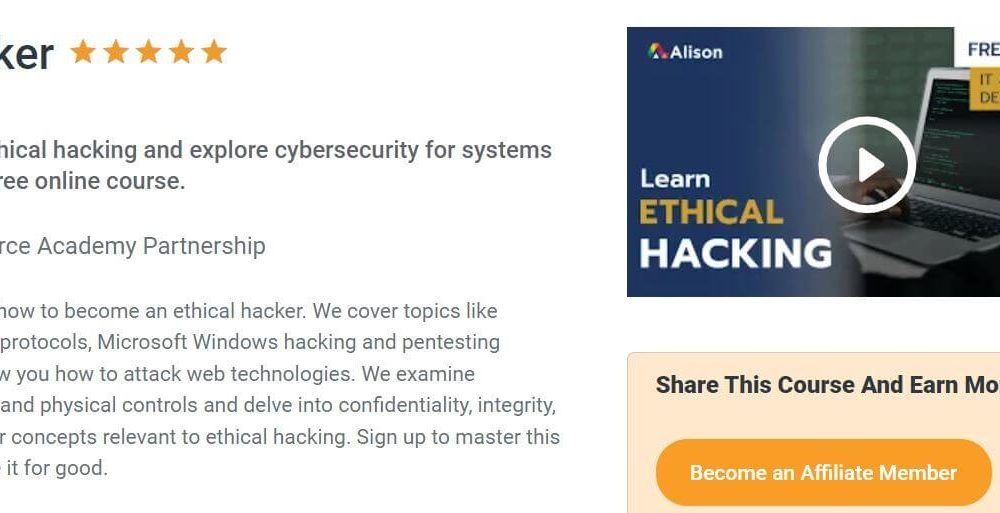 ker
hical hacking and explore cybersecurity for systems
ree online course.
rce Academy Partnership
now to become an ethical hacker. We cover topics like
protocols, Microsoft Windows hacking and pentesting
w you how to attack web technologies. We examine
and physical controls and delve into confidentiality, integrity,
r concepts relevant to ethical hacking. Sign up to master this
it for good.
Alison
FRE
IT
DE
Learn
ETHICAL
HACKING
Share This Course And Earn Mo
Become an Affiliate Member